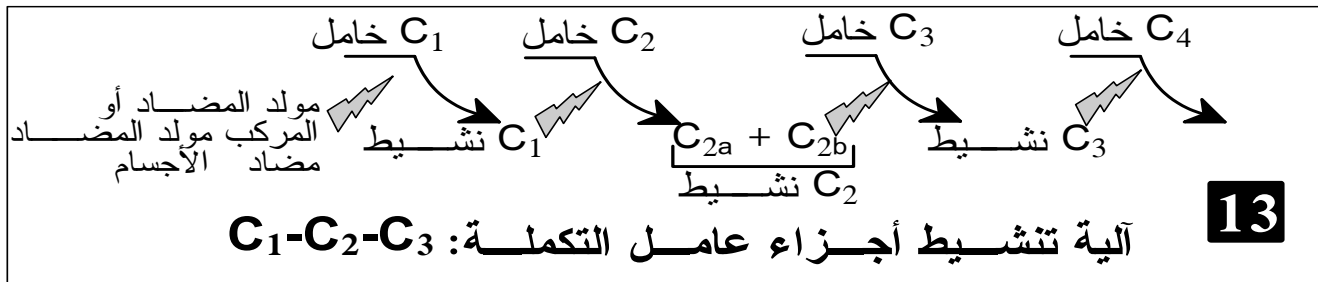 C1 خامل
C2 خامل
C3 خامل
C4 خامل
مولد المضاد أو
المركب مولد المضاد
مضاد الأجسام
C1 نشيط
C2a + C2b
C2 نشيط
C3 نشيط
13
آلية تنشيط أجزاء عامل التكملة: C1-C2-C3